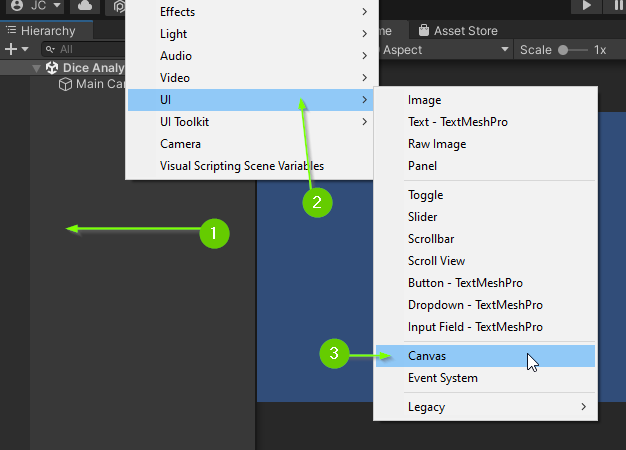 JC
Hierarchy
All
Dice Analy
Main Ca
me
Asset Store
Aspect
Scale
1x
Effects
Light
Audio
Video
UI
UI Toolkit
Camera
Visual Scripting Scene Variables
Image
Text - TextMeshPro
Raw Image
Panel
Toggle
Slider
Scrollbar
Scroll View
Button - TextMeshPro
Dropdown - TextMeshPro
Input Field - TextMeshPro
Canvas
Event System
Legacy
1
2
3